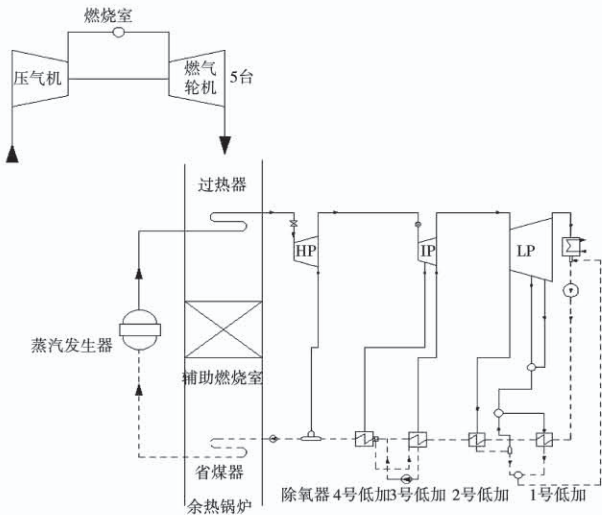 燃烧室
压气机
燃气
轮机
5台
过热器
HP
IP
LP
蒸汽发生器
辅助燃烧室
省煤器
余热锅炉
除氧器
4号低加
3号低加
2号低加
1号低加